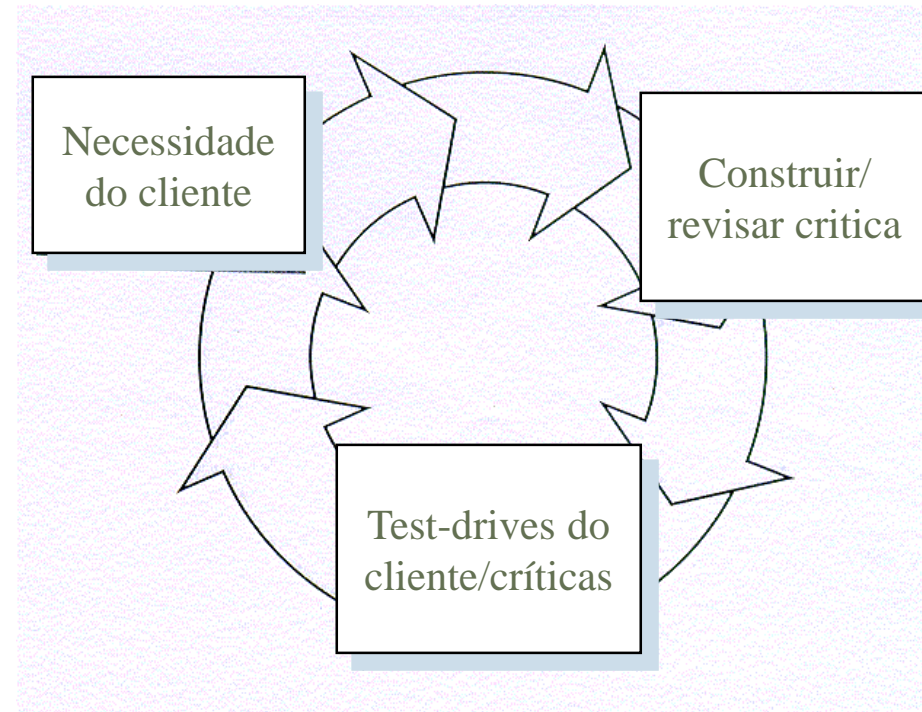 Necessidade
do cliente
Construir/
revisar critica
Test-drives do
cliente/críticas